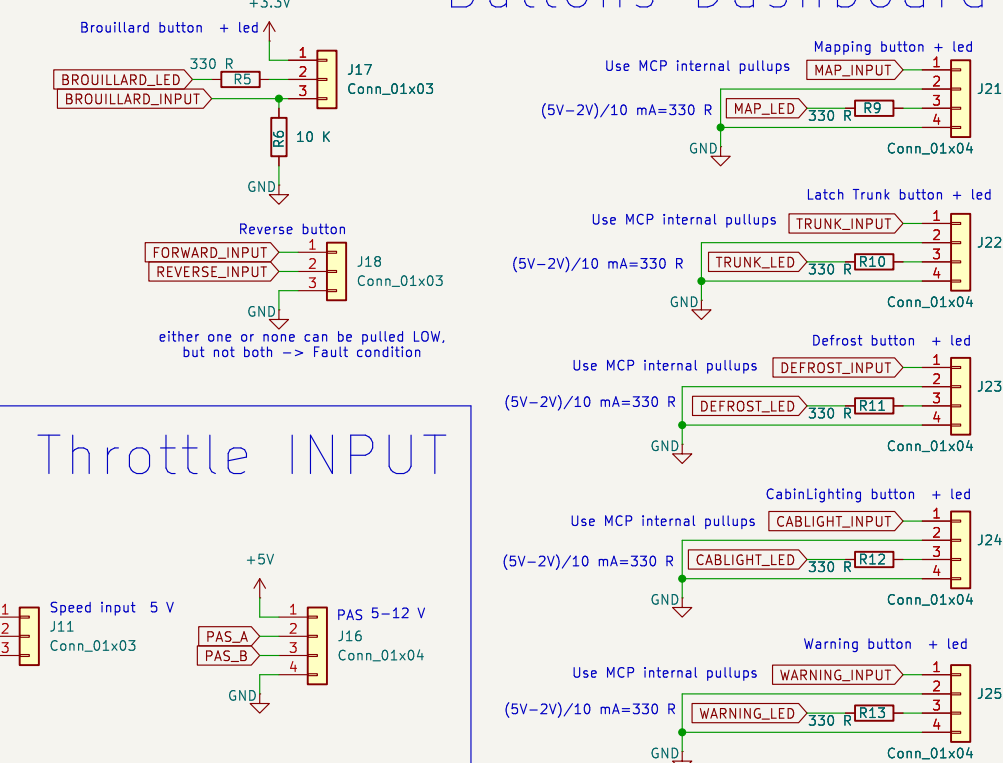 +3.3V
Brouillard button + led
330 R
BROUILLARD_LED
R5
BROUILLARD_INPUT
1
2
3
J17
Conn_01x03
R6
10 K
GND
Reverse button
FORWARD_INPUT
REVERSE_INPUT
1
2
3
J18
Conn_01x03
GND
either one or none can be pulled LOW,
but not both -> Fault condition
Throttle INPUT
1
2
3
Speed input 5 V
J11
Conn_01x03
+5V
PAS_A
PAS_B
1
2
3
4
PAS 5-12 V
J16
Conn_01x04
GND
Buttons Dashboard
Mapping button + led
Use MCP internal pullups
MAP_INPUT
(5V-2V)/10 mA=330 R
MAP_LED
330 R
R9
1
2
3
4
J21
GND
Conn_01x04
Latch Trunk button + led
Use MCP internal pullups
TRUNK_INPUT
(5V-2V)/10 mA=330 R
TRUNK_LED
330 R
R10
1
2
3
4
J22
GND
Conn_01x04
Defrost button + led
Use MCP internal pullups
DEFROST_INPUT
(5V-2V)/10 mA=330 R
DEFROST_LED
330 R
R11
1
2
3
4
J23
GND
Conn_01x04
CabinLighting button + led
Use MCP internal pullups
CABLIGHT_INPUT
(5V-2V)/10 mA=330 R
CABLIGHT_LED
330 R
R12
1
2
3
4
J24
GND
Conn_01x04
Warning button + led
Use MCP internal pullups
WARNING_INPUT
(5V-2V)/10 mA=330 R
WARNING_LED
330 R
R13
1
2
3
4
J25
GND
Conn_01x04